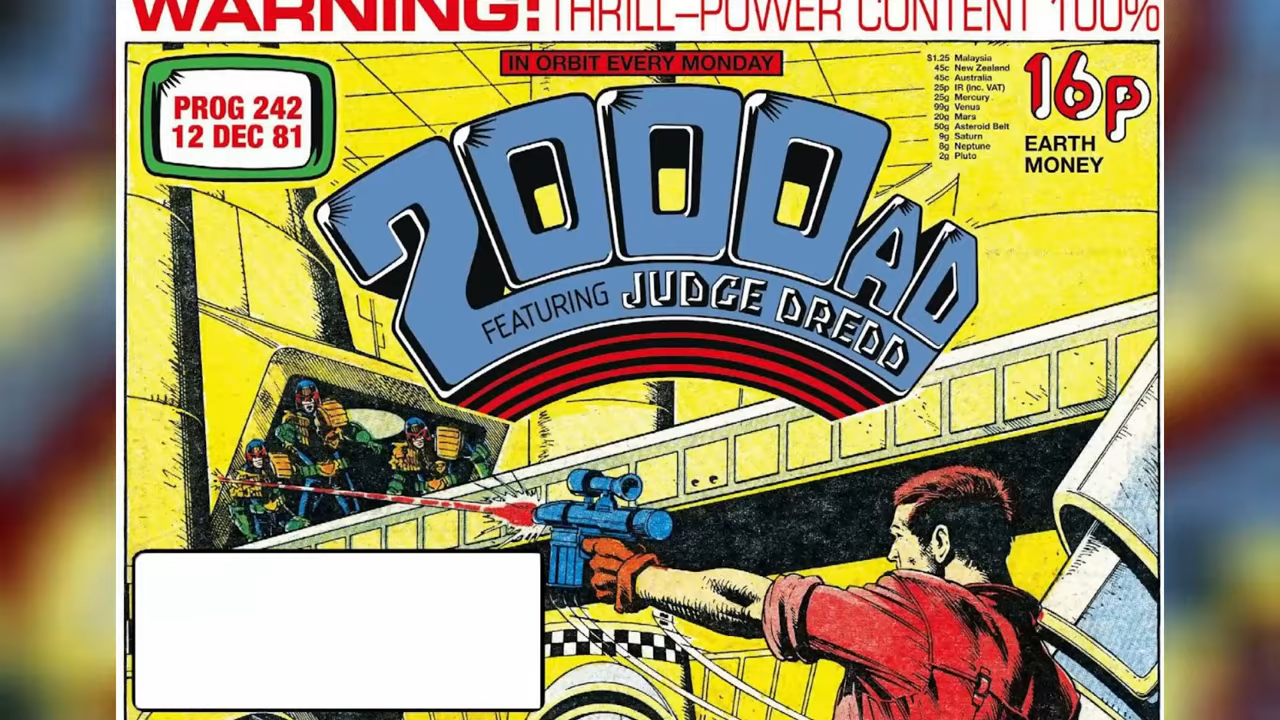 WARNING! THRILL-POWER CONTENT 100%
IN ORBIT EVERY MONDAY
PROG 242
12 DEC 81
$1.25 Malaysia
45c New Zealand
45c Australia
25p IR (inc. VAT)
25g Mercury
99g Venus
20g Mars
50g Asteroid Belt
9g Saturn
8g Neptune
2g Pluto
16p
EARTH
MONEY
2000 AD
FEATURING JUDGE DREDD